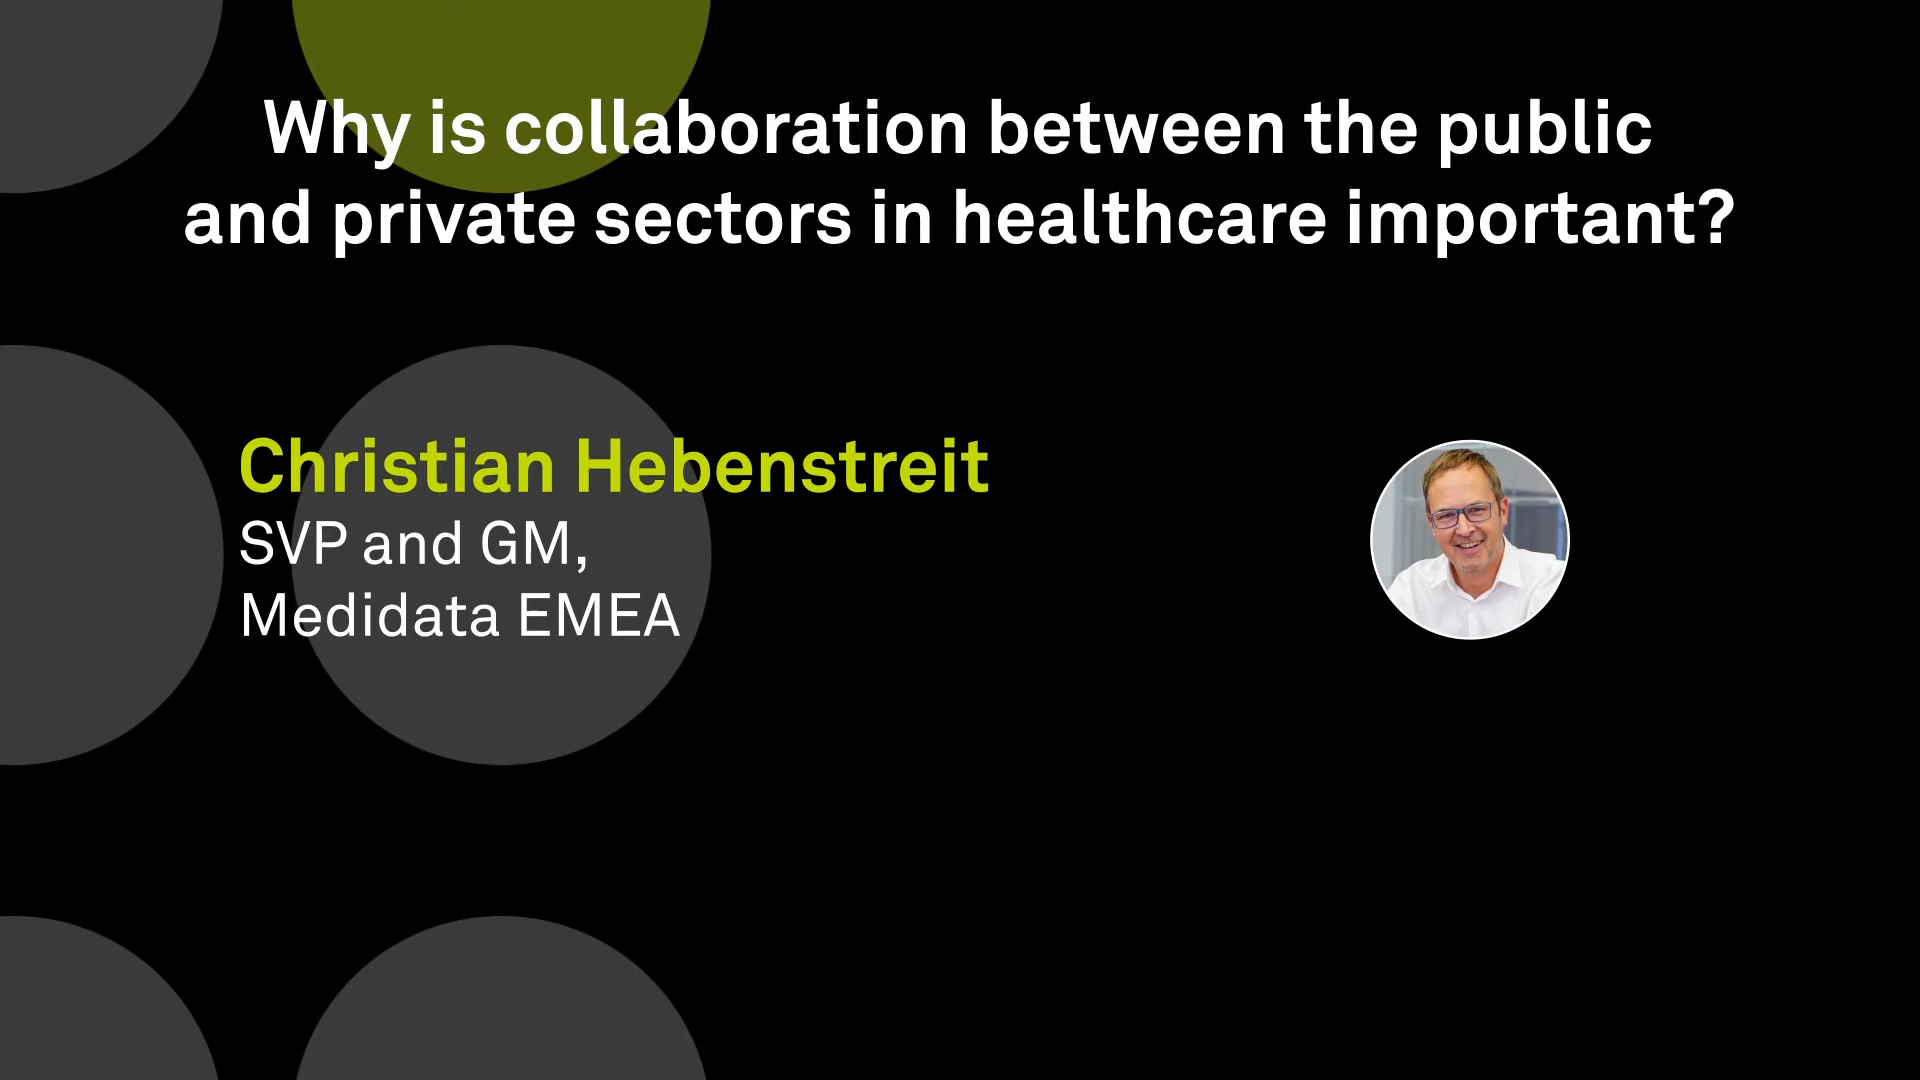 Why is collaboration between the public
and private sectors in healthcare important?
Christian Hebenstreit
SVP and GM,
Medidata EMEA